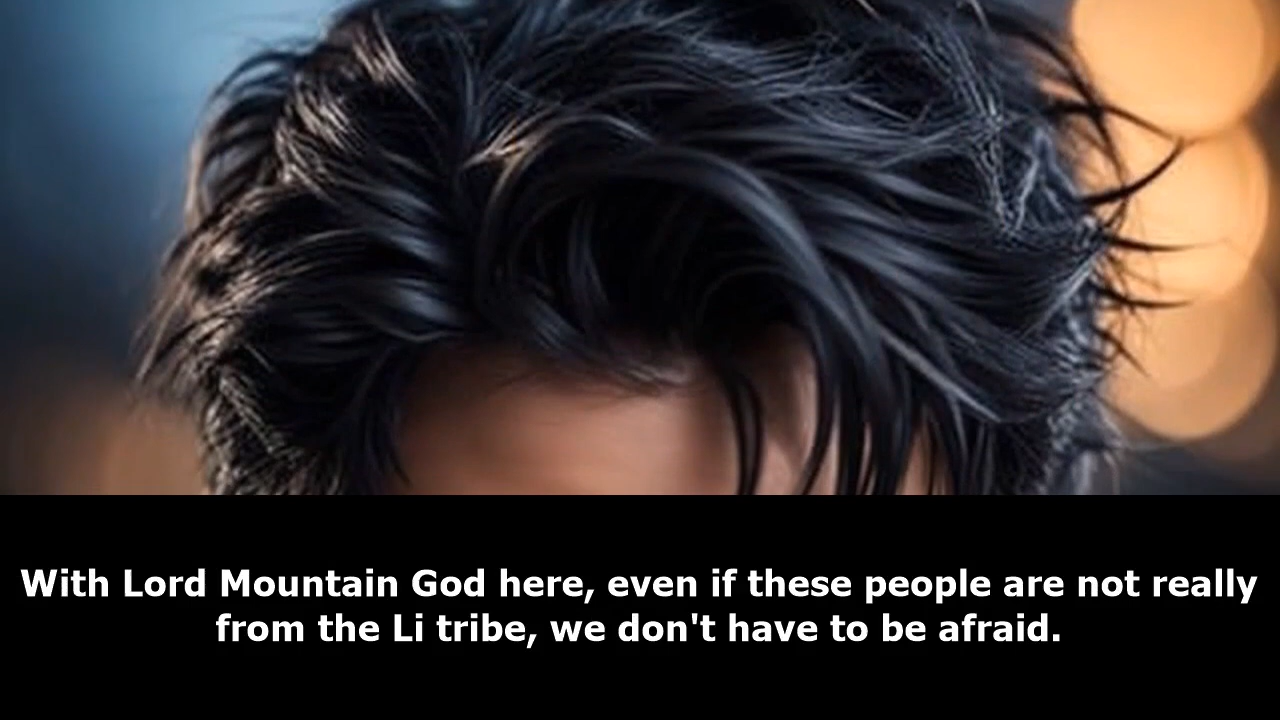 With Lord Mountain God here, even if these people are not really
from the Li tribe, we don't have to be afraid.